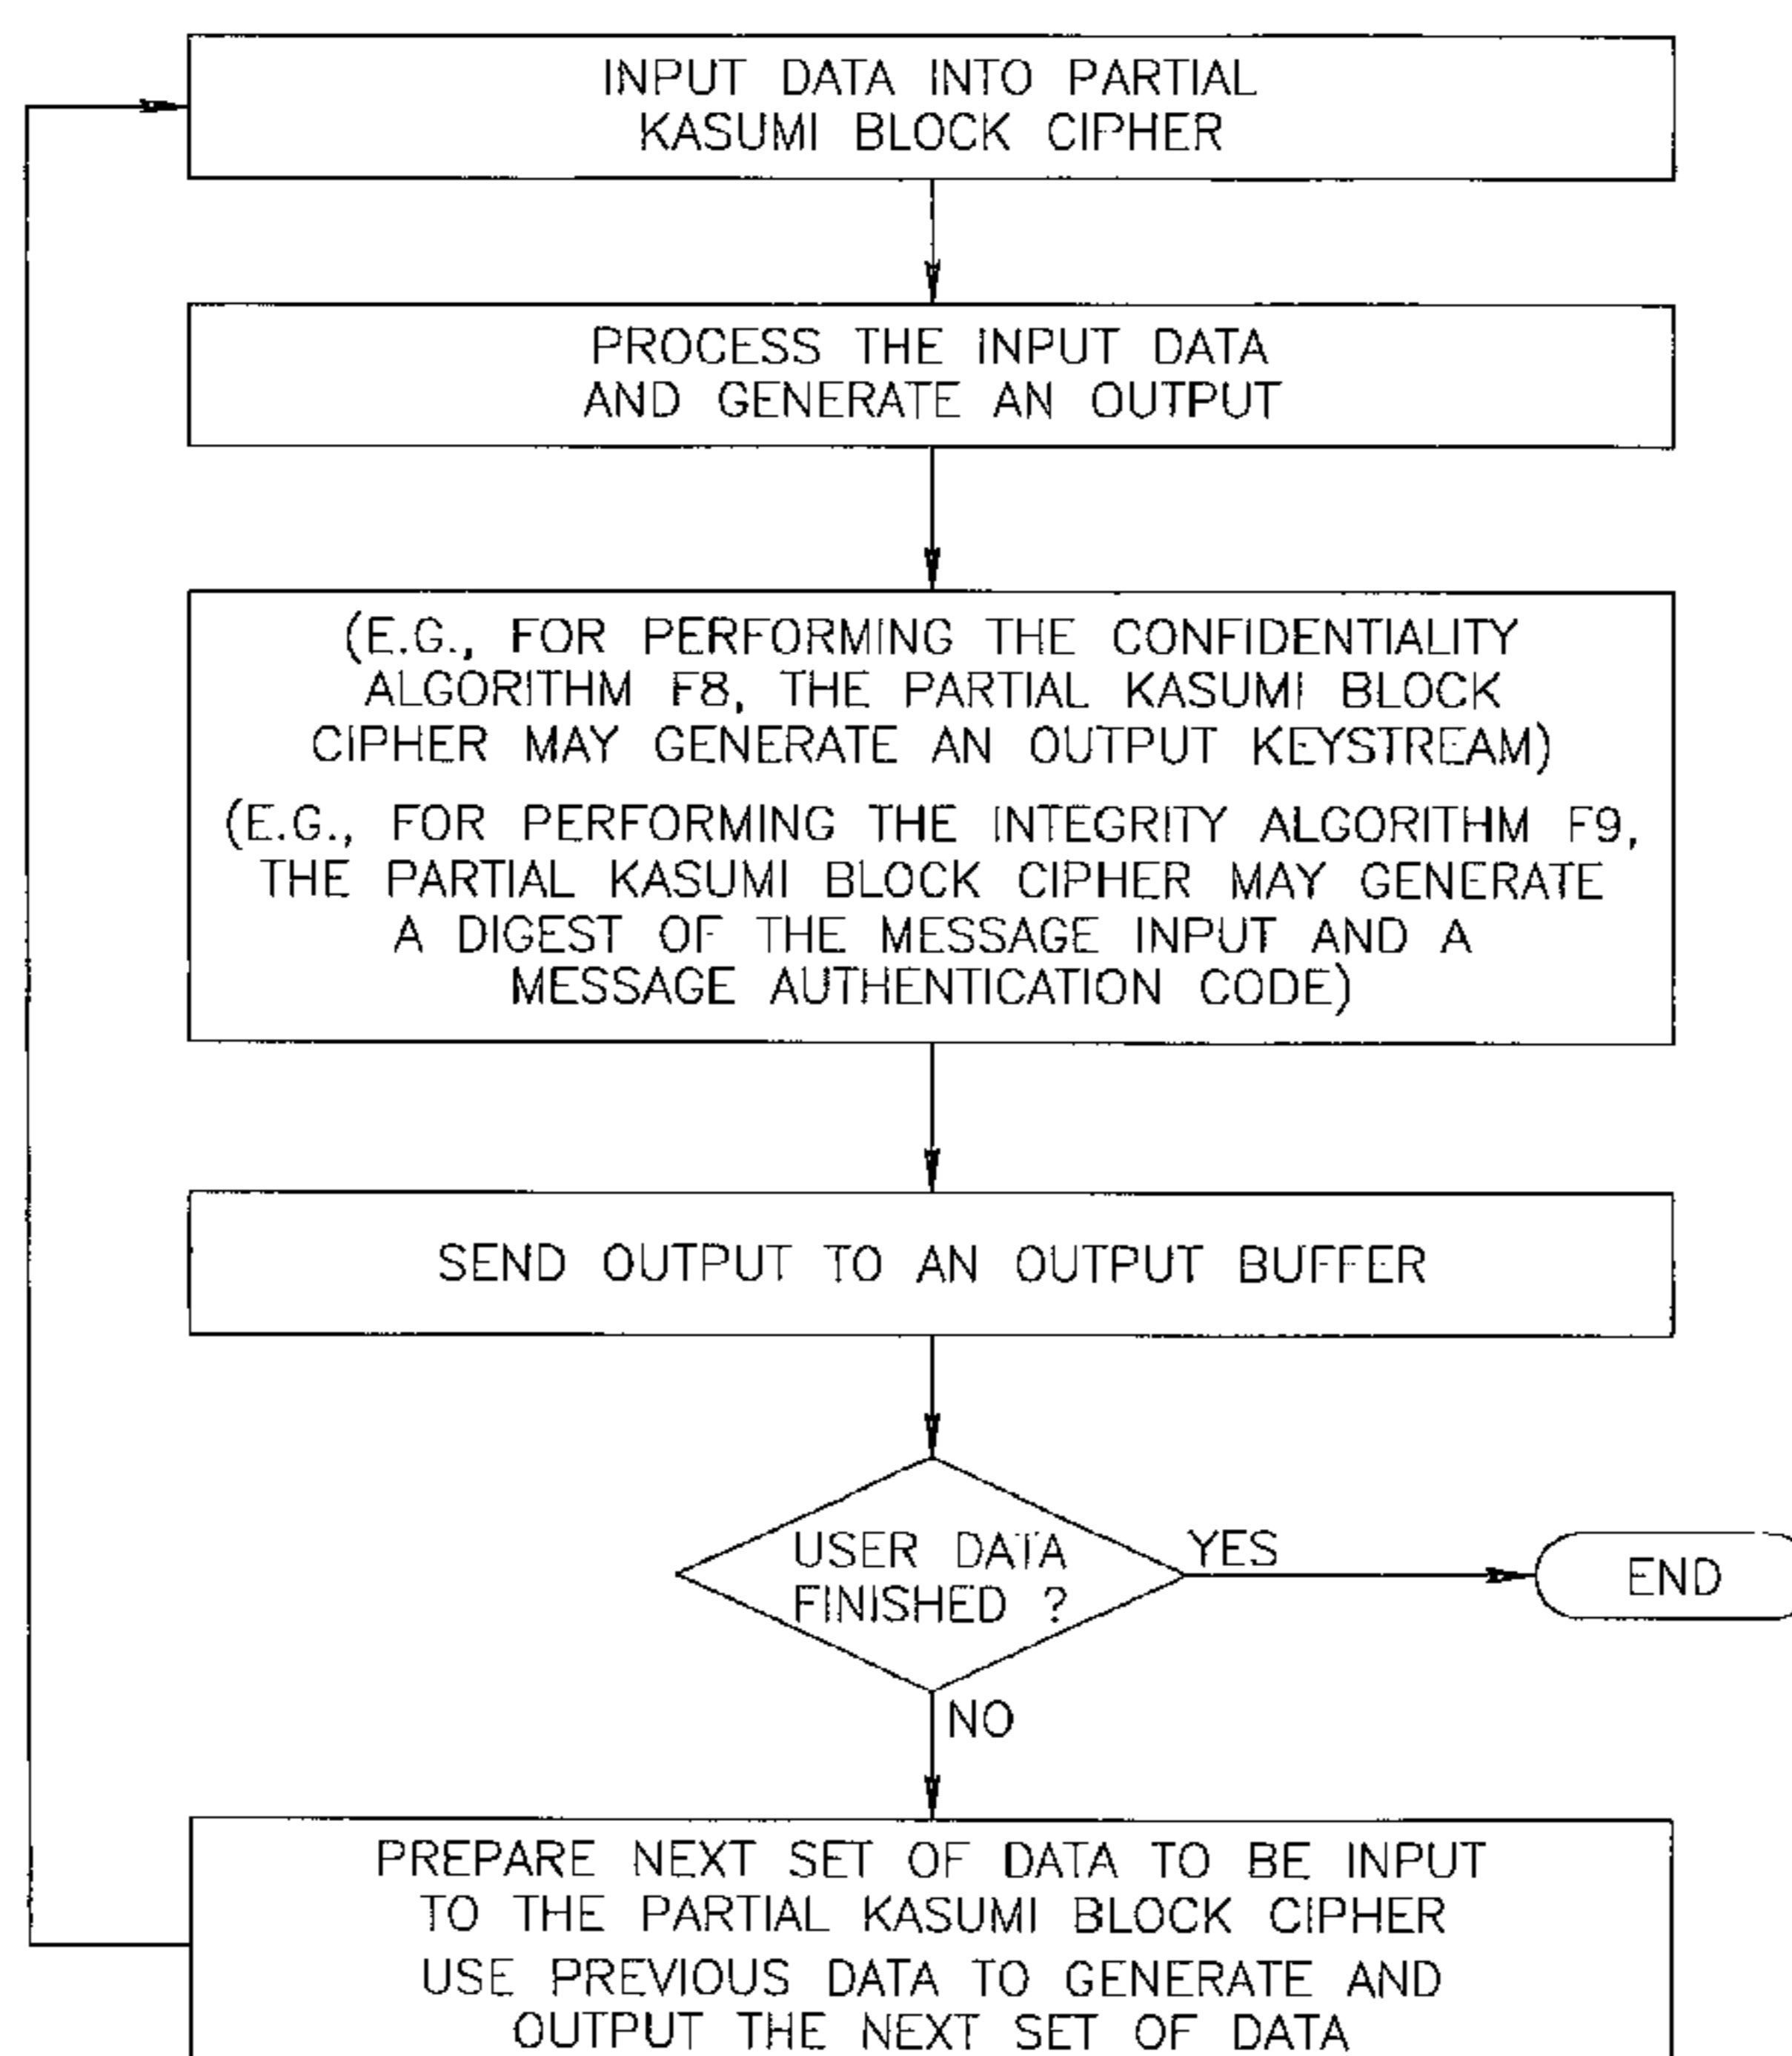 INPUT DATA INTO PARTIAL
KASUMI BLOCK CIPHER
PROCESS THE INPUT DATA
AND GENERATE AN OUTPUT
(E.G., FOR PERFORMING THE CONFIDENTIALITY
ALGORITHM F8, THE PARTIAL KASUMI BLOCK
CIPHER MAY GENERATE AN OUTPUT KEYSTREAM)
(E.G., FOR PERFORMING THE INTEGRITY ALGORITHM F9,
THE PARTIAL KASUMI BLOCK CIPHER MAY GENERATE
A DIGEST OF THE MESSAGE INPUT AND A
MESSAGE AUTHENTICATION CODE)
SEND OUTPUT TO AN OUTPUT BUFFER
USER DATA
FINISHED ?
YES
END
NO
PREPARE NEXT SET OF DATA TO BE INPUT
TO THE PARTIAL KASUMI BLOCK CIPHER
USE PREVIOUS DATA TO GENERATE AND
OUTPUT THE NEXT SET OF DATA